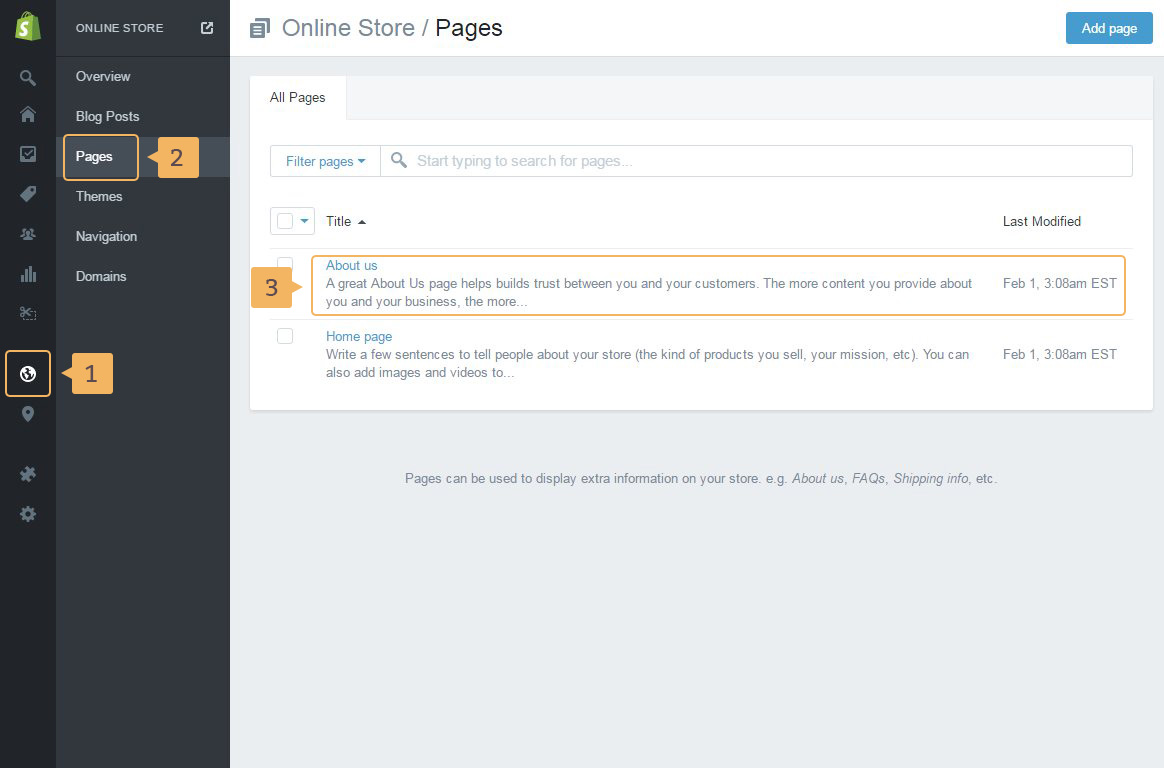 ONLINE STORE
Online Store / Pages
Add page
Overview
Blog Posts
Pages
2
Themes
Navigation
Domains
1
All Pages
Filter pages
Start typing to search for pages...
Title
Last Modified
3
About us
A great About Us page helps builds trust between you and your customers. The more content you provide about
you and your business, the more...
Feb 1, 3:08am EST
Home page
Write a few sentences to tell people about your store (the kind of products you sell, your mission, etc). You can
also add images and videos to...
Feb 1, 3:08am EST
Pages can be used to display extra information on your store. e.g. About us, FAQs, Shipping info, etc.